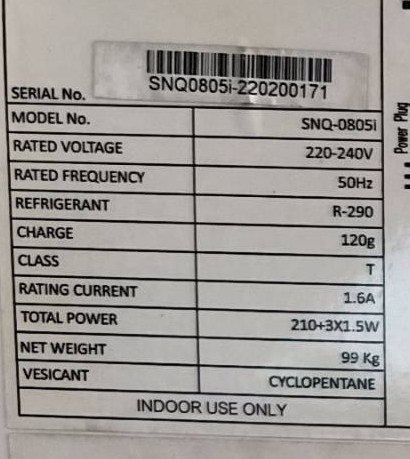 SERIAL No. SNQ0805i-220200171
MODEL No. SNQ-0805i
RATED VOLTAGE 220-240V
RATED FREQUENCY 50Hz
REFRIGERANT R-290
CHARGE 120g
CLASS T
RATING CURRENT 1.6A
TOTAL POWER 210+3X1.5W
NET WEIGHT 99 Kg
VESICANT CYCLOPENTANE
INDOOR USE ONLY
Power Plug